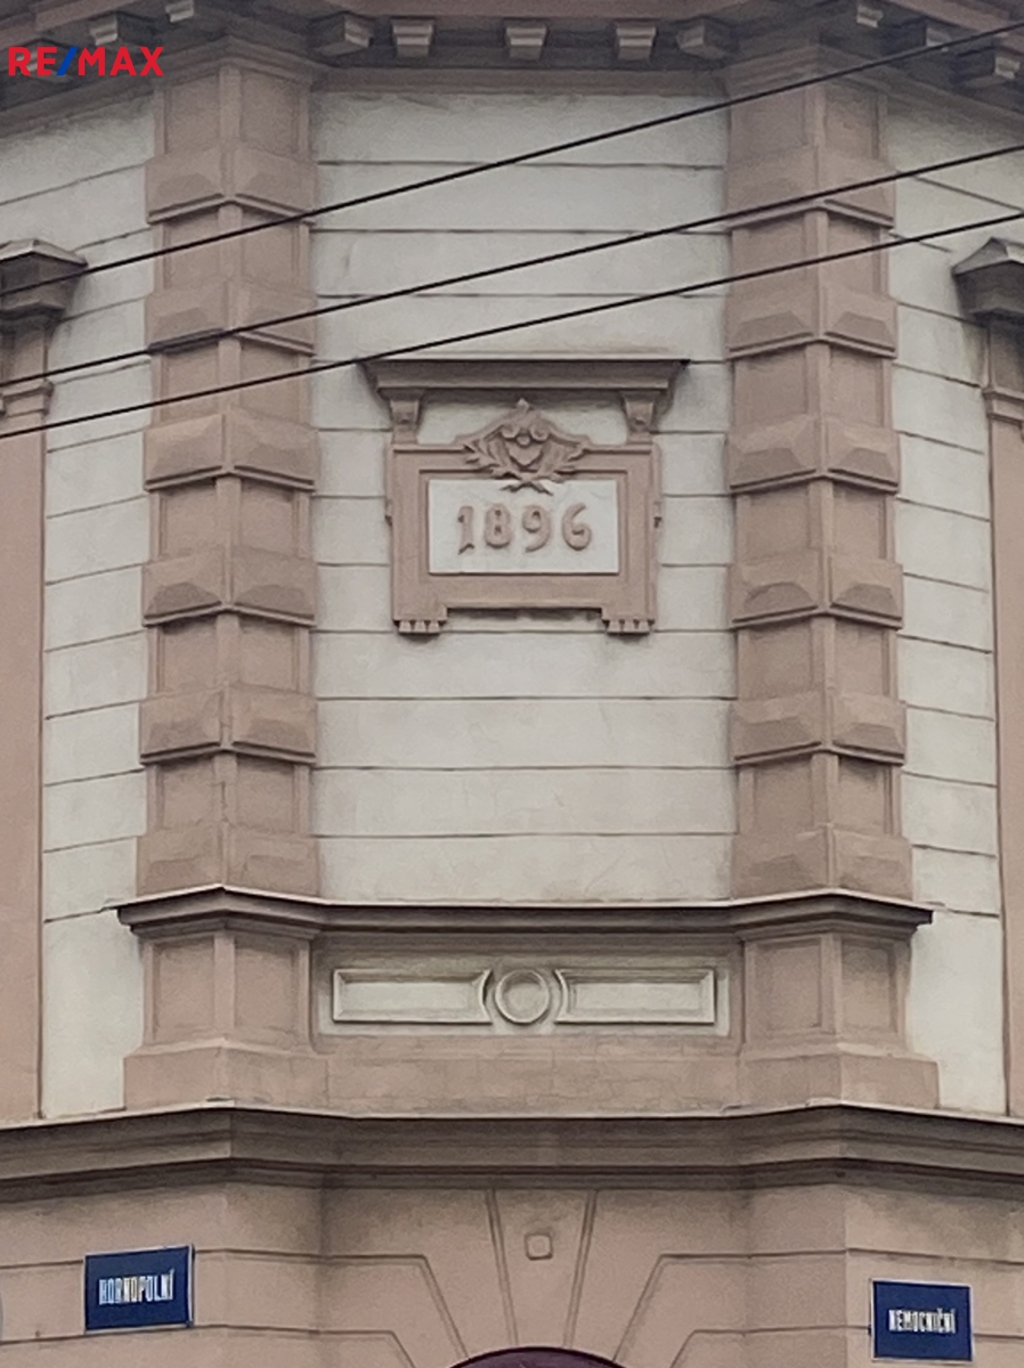 RE/MAX
1896
HORNOPOLNÍ
NEMOCNIČNÍ